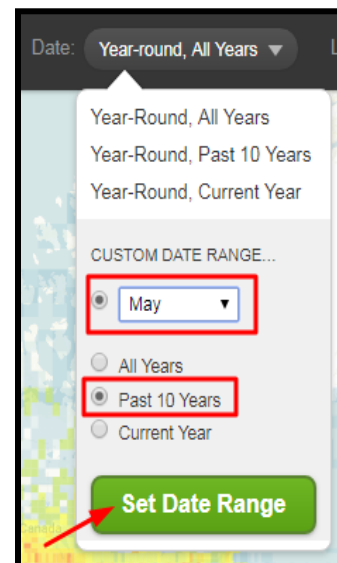 Date: Year-round, All Years ▼ L
Year-Round, All Years
Year-Round, Past 10 Years
Year-Round, Current Year
CUSTOM DATE RANGE...
May ▼
All Years
Past 10 Years
Current Year
Set Date Range
Canada